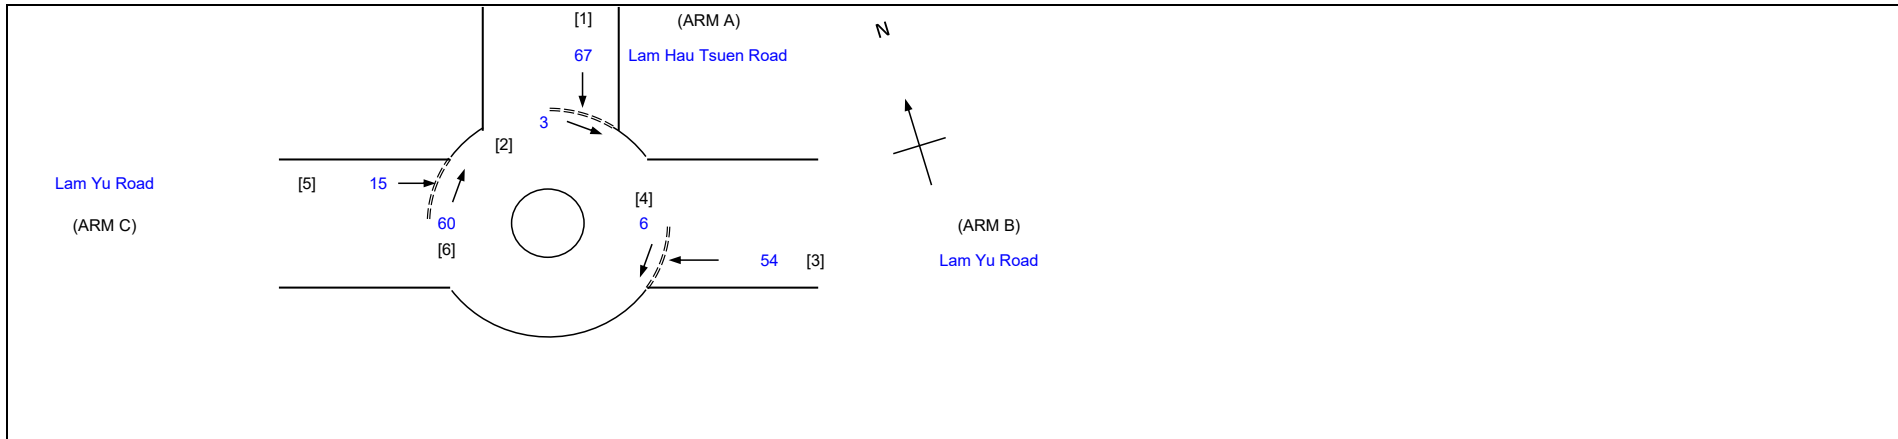 [1] (ARM A)
N
67 Lam Hau Tsuen Road
3
[2]
Lam Yu Road [5] 15
[4]
(ARM C) 60 6 (ARM B)
[6]
54 [3] Lam Yu Road